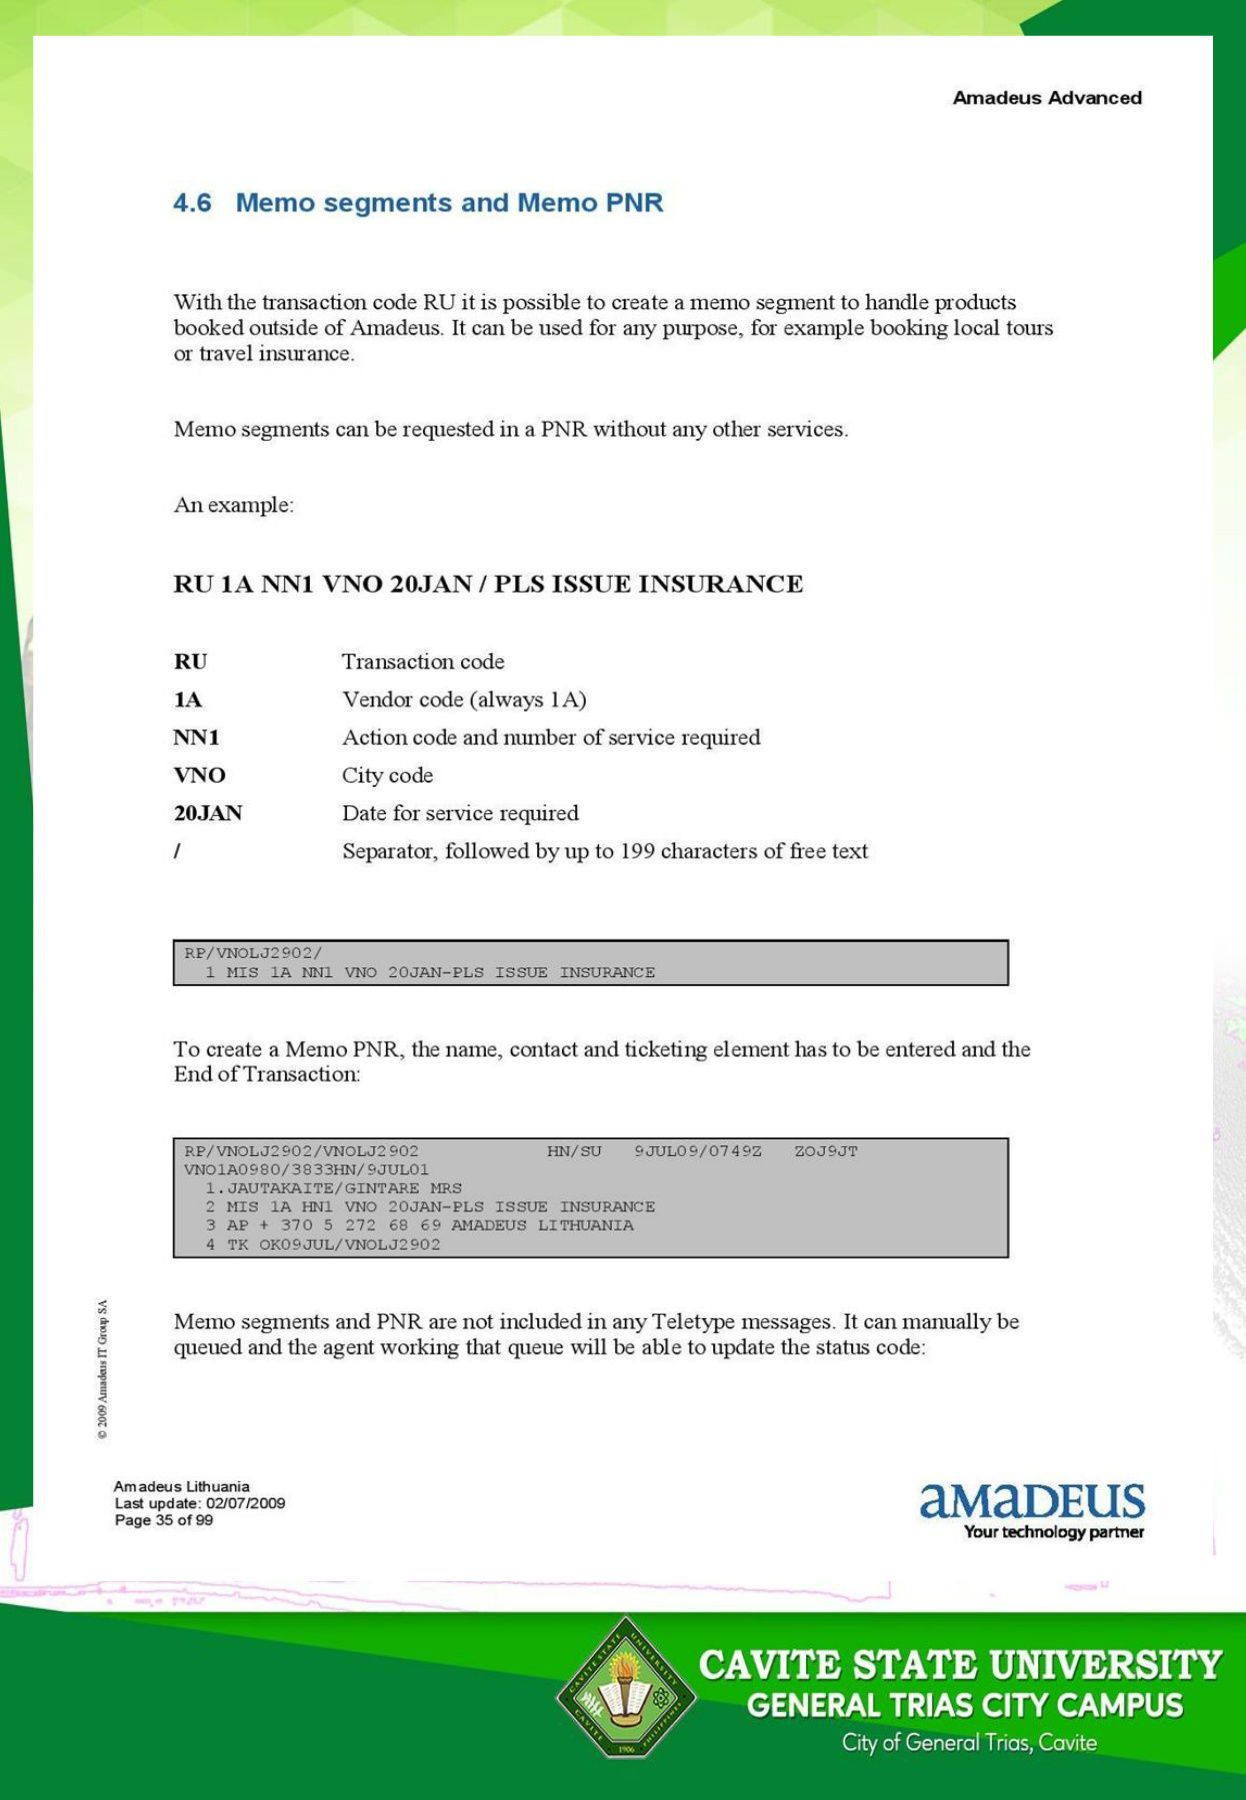 Amadeus Advanced
4.6 Memo segments and Memo PNR
With the transaction code RU it is possible to create a memo segment to handle products
booked outside of Amadeus. It can be used for any purpose, for example booking local tours
or travel insurance.
Memo segments can be requested in a PNR without any other services.
An example:
RU 1A NN1 VNO 20JAN / PLS ISSUE INSURANCE
RU Transaction code
1A Vendor code (always 1A)
NN1 Action code and number of service required
VNO City code
20JAN Date for service required
/ Separator, followed by up to 199 characters of free text
RP/VNOLJ2902/
1 MIS 1A NN1 VNO 20JAN-PLS ISSUE INSURANCE
To create a Memo PNR, the name, contact and ticketing element has to be entered and the
End of Transaction:
RP/VNOLJ2902/VNOLJ2902 HN/SU 9JUL09/0749Z ZOJ9JT
VNO1A0980/3833HN/9JUL01
1.JAUTAKAITE/GINTARE MRS
2 MIS 1A HN1 VNO 20JAN-PLS ISSUE INSURANCE
3 AP + 370 5 272 68 69 AMADEUS LITHUANIA
4 TK OK09JUL/VNOLJ2902
Memo segments and PNR are not included in any Teletype messages. It can manually be
queued and the agent working that queue will be able to update the status code:
© 2009 Amadeus IT Group SA
Amadeus Lithuania
Last update: 02/07/2009
Page 35 of 99
aMaDEUS
Your technology partner
CAVITE STATE UNIVERSITY
CAVITE PHILIPPINES
1906
CAVITE STATE UNIVERSITY
GENERAL TRIAS CITY CAMPUS
City of General Trias, Cavite